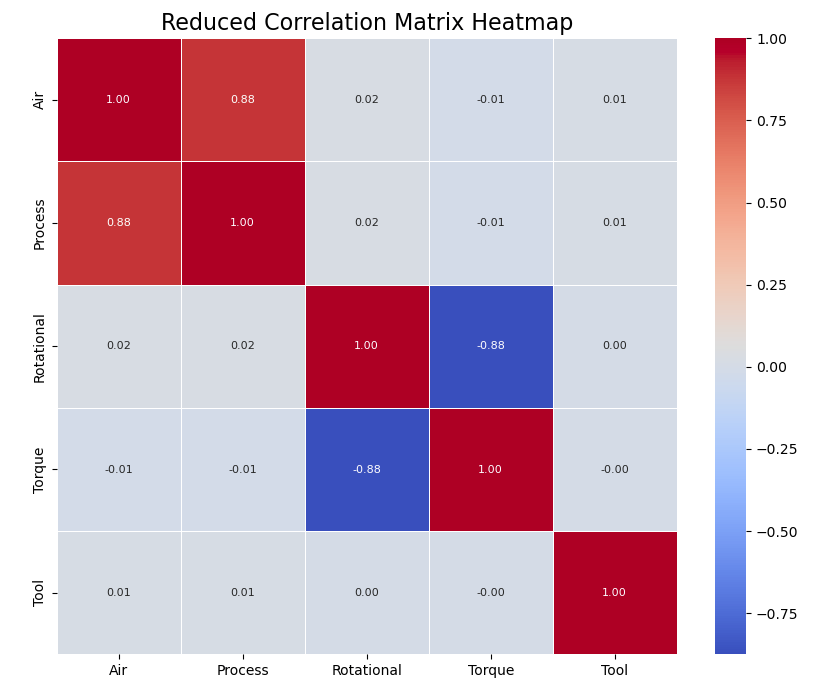 Reduced Correlation Matrix Heatmap
Air 1.00 0.88 0.02 -0.01 0.01
Process 0.88 1.00 0.02 -0.01 0.01
Rotational 0.02 0.02 1.00 -0.88 0.00
Torque -0.01 -0.01 -0.88 1.00 -0.00
Tool 0.01 0.01 0.00 -0.00 1.00
Air Process Rotational Torque Tool
1.00
0.75
0.50
0.25
0.00
−0.25
−0.50
−0.75